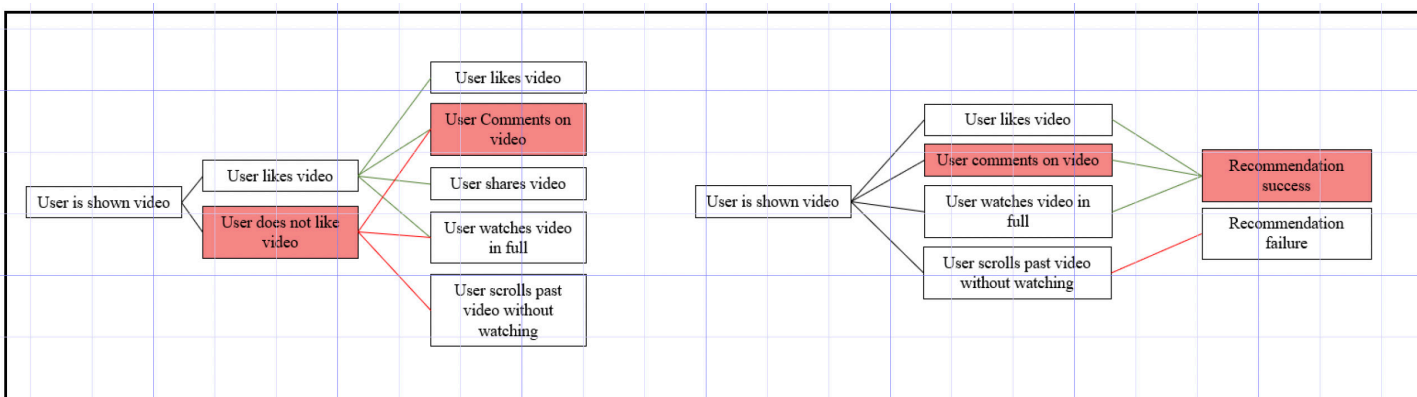 User is shown video
User likes video
User does not like
video
User likes video
User Comments on
video
User shares video
User watches video
in full
User scrolls past
video without
watching
User is shown video
User likes video
User comments on video
User watches video in
full
User scrolls past video
without watching
Recommendation
success
Recommendation
failure